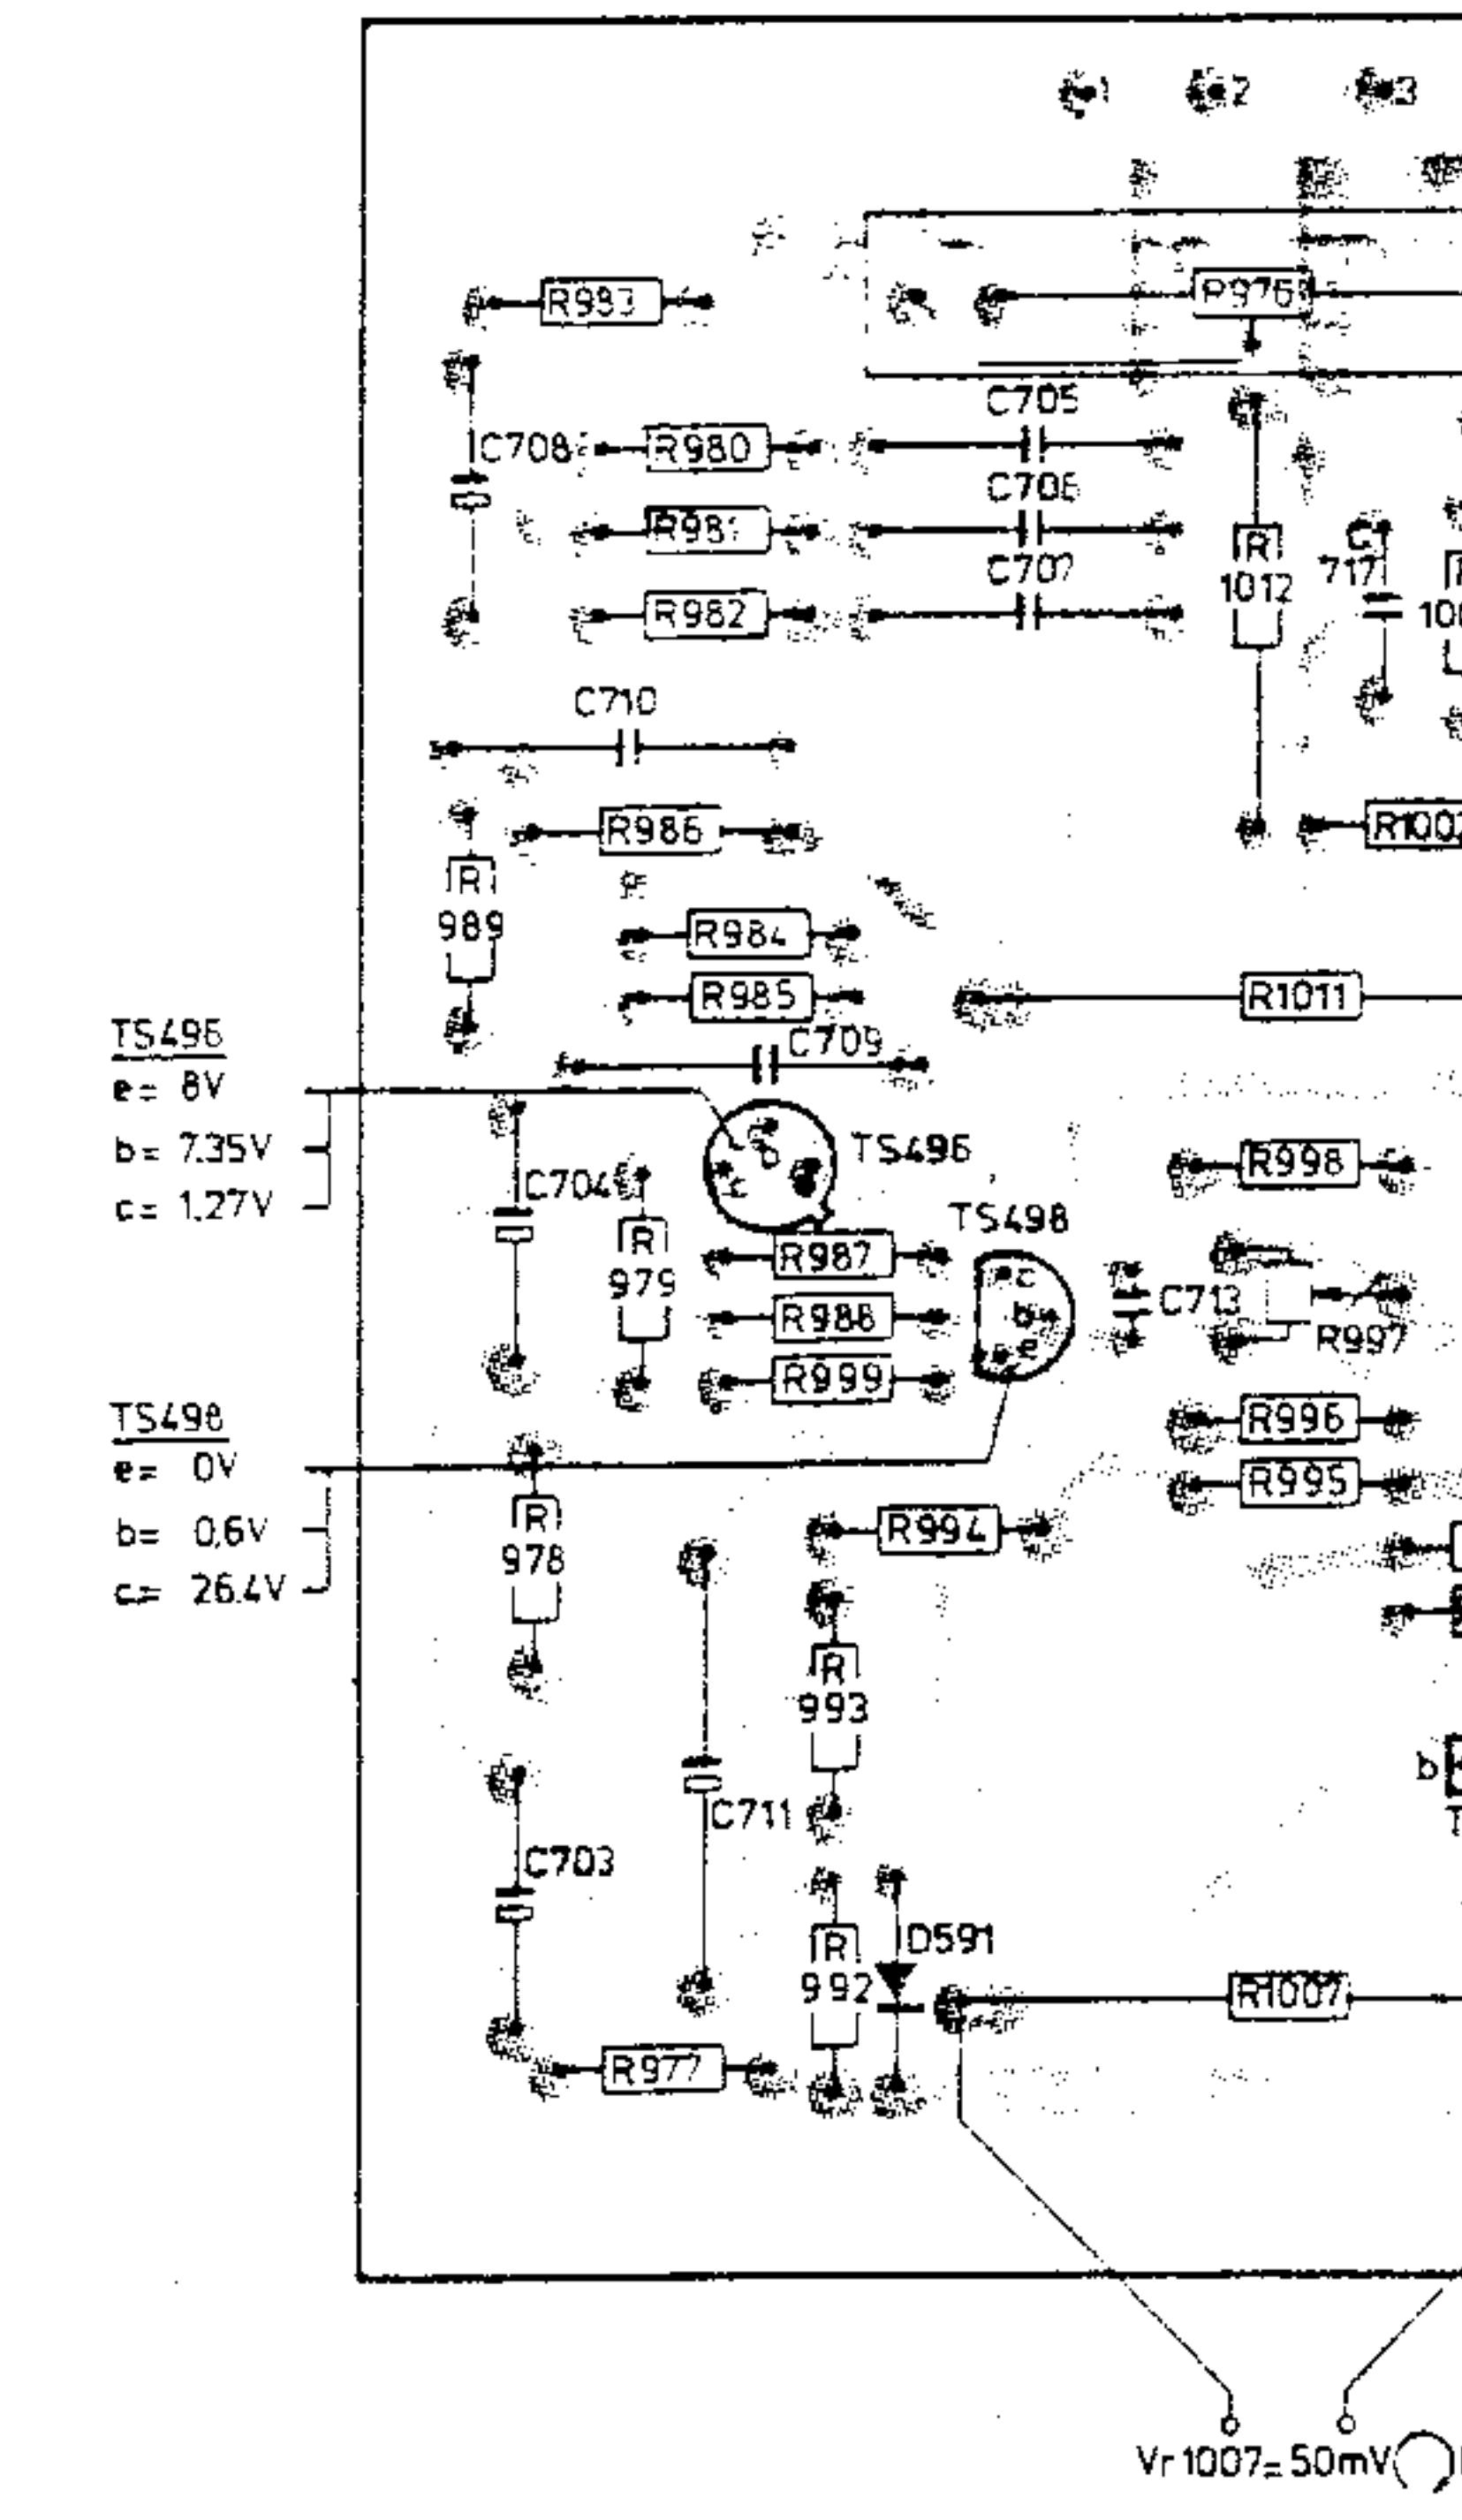 1 2 3
R983
R976
C705
C708
R980
C706
R981
R
1012
C
717
C707
R982
C710
R986
R1002
R
989
R984
R985
R1011
TS496
C709
e= 8V
b= 7.35V
c= 1.27V
b
c
TS496
R998
C704
R
979
TS498
R987
c
C713
R988
b
R997
R999
e
TS498
R996
e= 0V
R995
b= 0,6V
R
978
R994
c= 26.4V
R
993
b
C711
C703
D591
R
992
R1007
R977
Vr1007=50mV